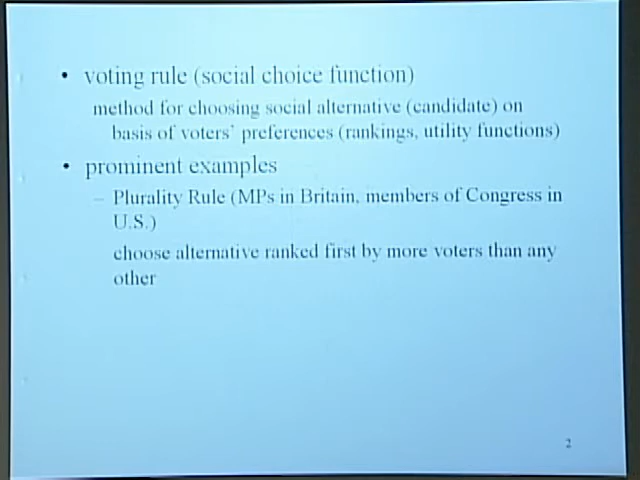 • voting rule (social choice function)
method for choosing social alternative (candidate) on
basis of voters' preferences (rankings, utility functions)
• prominent examples
– Plurality Rule (MPs in Britain, members of Congress in
U.S.)
choose alternative ranked first by more voters than any
other
2